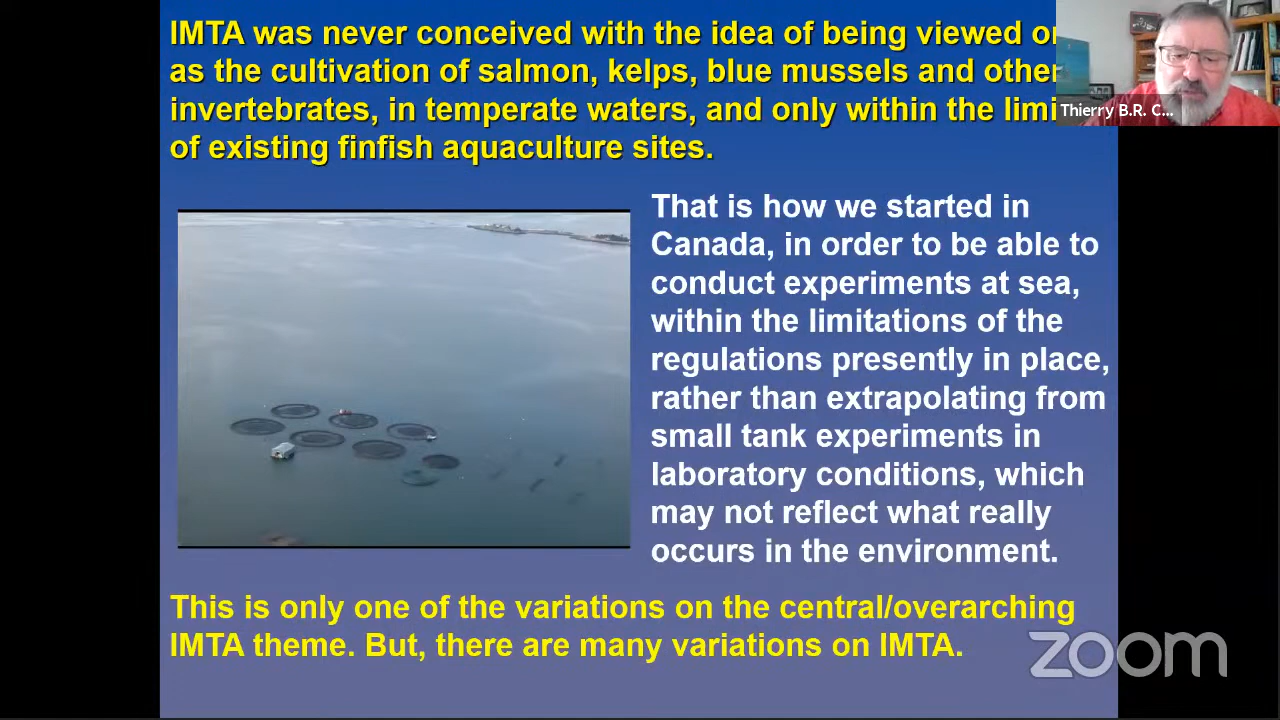 IMTA was never conceived with the idea of being viewed
as the cultivation of salmon, kelps, blue mussels and other
invertebrates, in temperate waters, and only within the
of existing finfish aquaculture sites.
Thierry B.R. C...
That is how we started in
Canada, in order to be able to
conduct experiments at sea,
within the limitations of the
regulations presently in place,
rather than extrapolating from
small tank experiments in
laboratory conditions, which
may not reflect what really
occurs in the environment.
This is only one of the variations on the central/overarching
IMTA theme. But, there are many variations on IMTA.
zoom